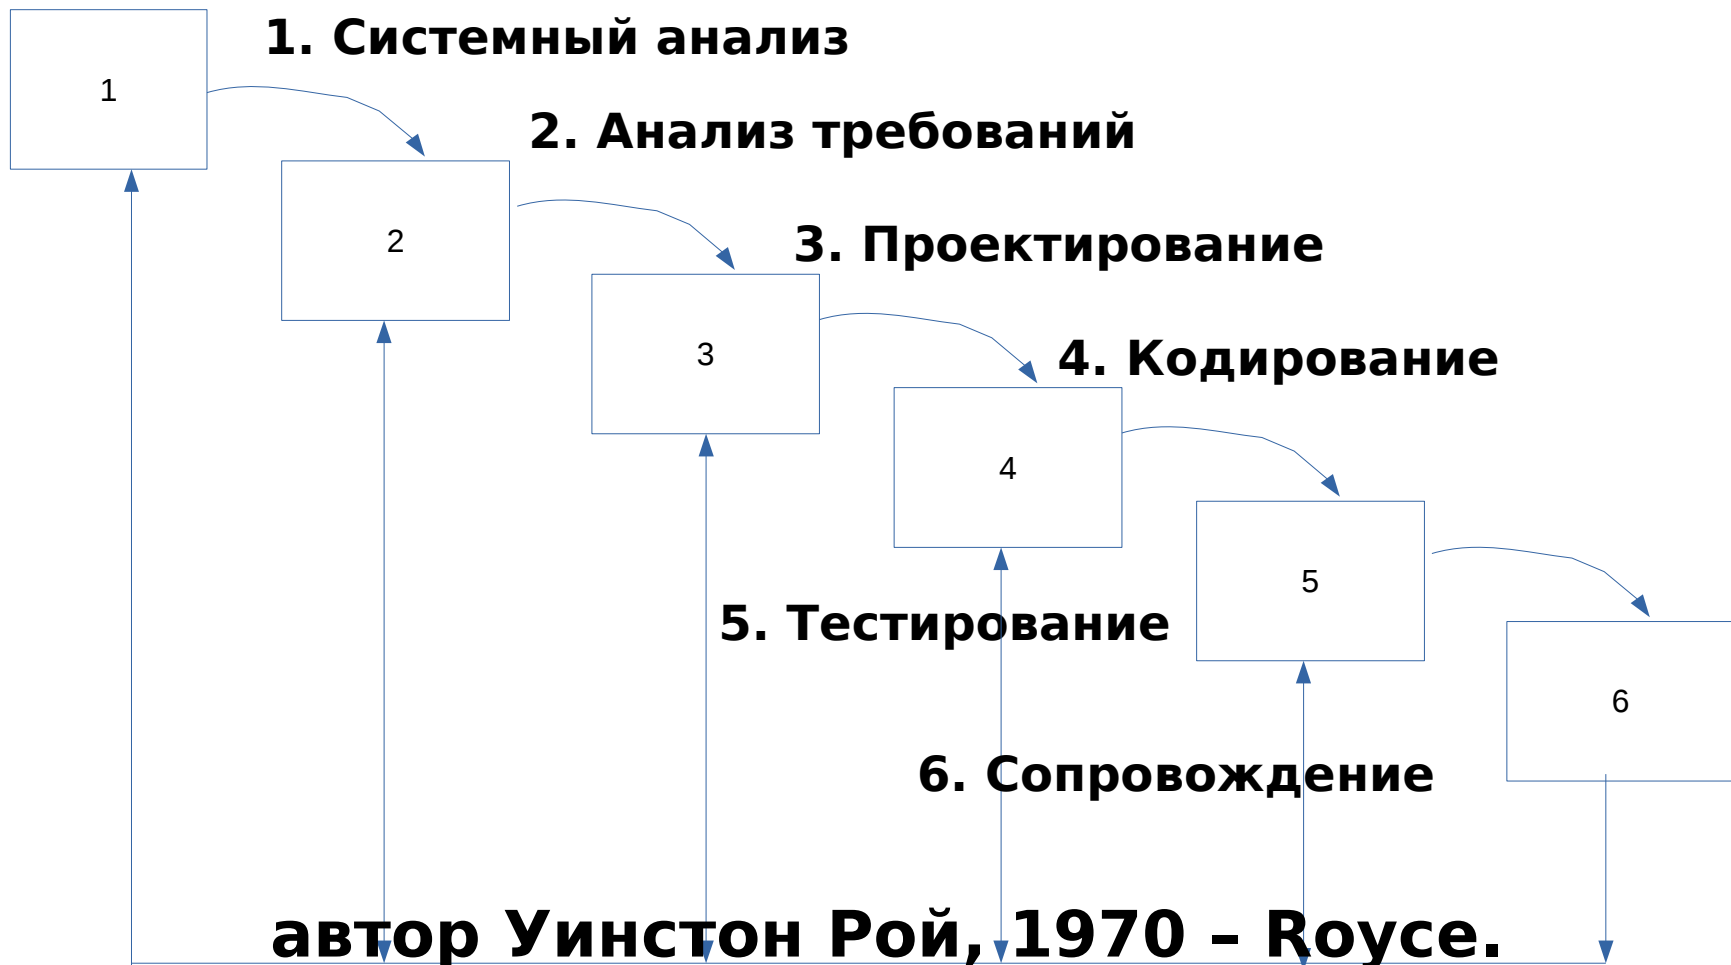 1. Системный анализ
1
2. Анализ требований
2
3. Проектирование
3
4. Кодирование
4
5
5. Тестирование
6
6. Сопровождение
автор Уинстон Рой, 1970 – Royce.